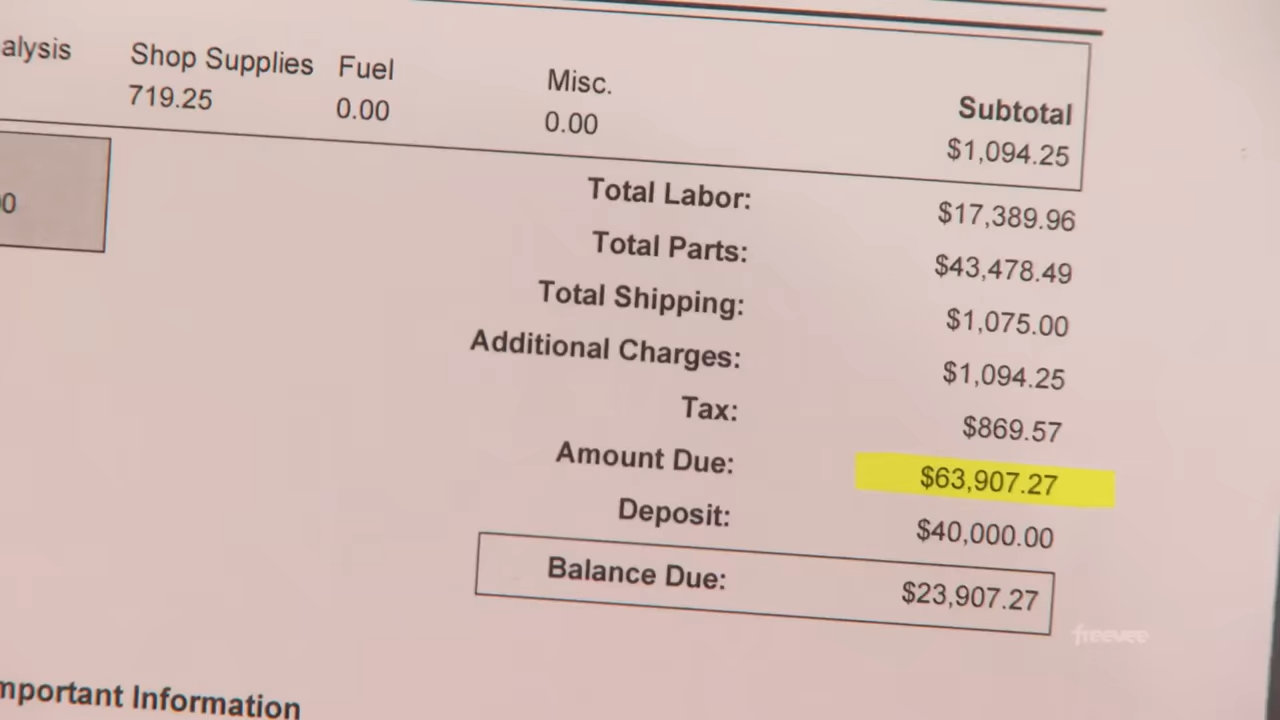 alysis Shop Supplies Fuel Misc. Subtotal
719.25 0.00 0.00 $1,094.25
00
Total Labor: $17,389.96
Total Parts: $43,478.49
Total Shipping: $1,075.00
Additional Charges: $1,094.25
Tax: $869.57
Amount Due: $63,907.27
Deposit: $40,000.00
Balance Due: $23,907.27
freevee
mportant Information